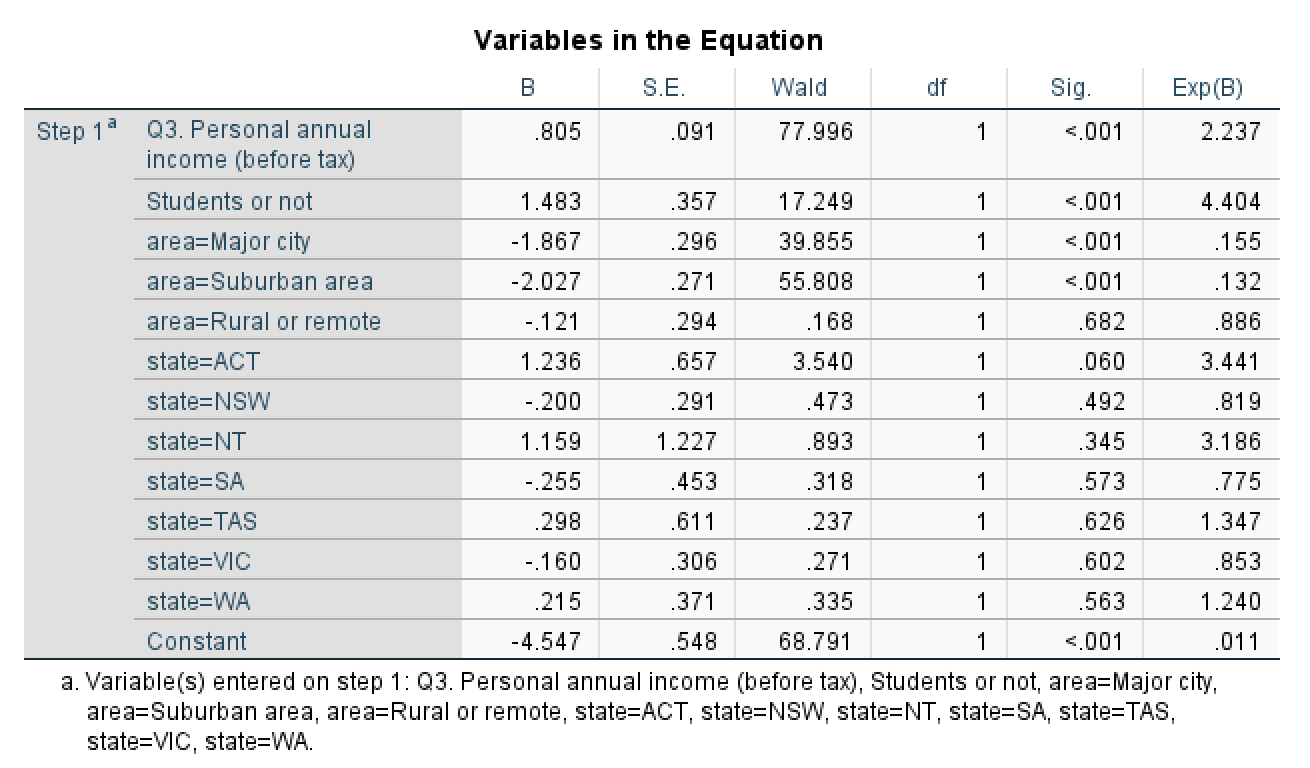 Variables in the Equation
B S.E. Wald df Sig. Exp(B)
Step 1a Q3. Personal annual income (before tax) .805 .091 77.996 1 <.001 2.237
Students or not 1.483 .357 17.249 1 <.001 4.404
area=Major city -1.867 .296 39.855 1 <.001 .155
area=Suburban area -2.027 .271 55.808 1 <.001 .132
area=Rural or remote -.121 .294 .168 1 .682 .886
state=ACT 1.236 .657 3.540 1 .060 3.441
state=NSW -.200 .291 .473 1 .492 .819
state=NT 1.159 1.227 .893 1 .345 3.186
state=SA -.255 .453 .318 1 .573 .775
state=TAS .298 .611 .237 1 .626 1.347
state=VIC -.160 .306 .271 1 .602 .853
state=WA .215 .371 .335 1 .563 1.240
Constant -4.547 .548 68.791 1 <.001 .011
a. Variable(s) entered on step 1: Q3. Personal annual income (before tax), Students or not, area=Major city,
area=Suburban area, area=Rural or remote, state=ACT, state=NSW, state=NT, state=SA, state=TAS,
state=VIC, state=WA.